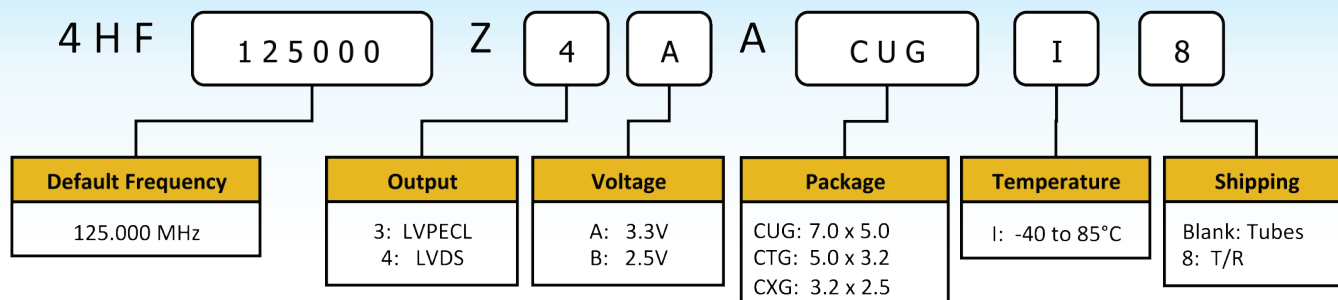 4HF 125000 Z 4 A A CUG I 8
Default Frequency
125.000 MHz
Output
3: LVPECL
4: LVDS
Voltage
A: 3.3V
B: 2.5V
Package
CUG: 7.0 x 5.0
CTG: 5.0 x 3.2
CXG: 3.2 x 2.5
Temperature
I: -40 to 85°C
Shipping
Blank: Tubes
8: T/R